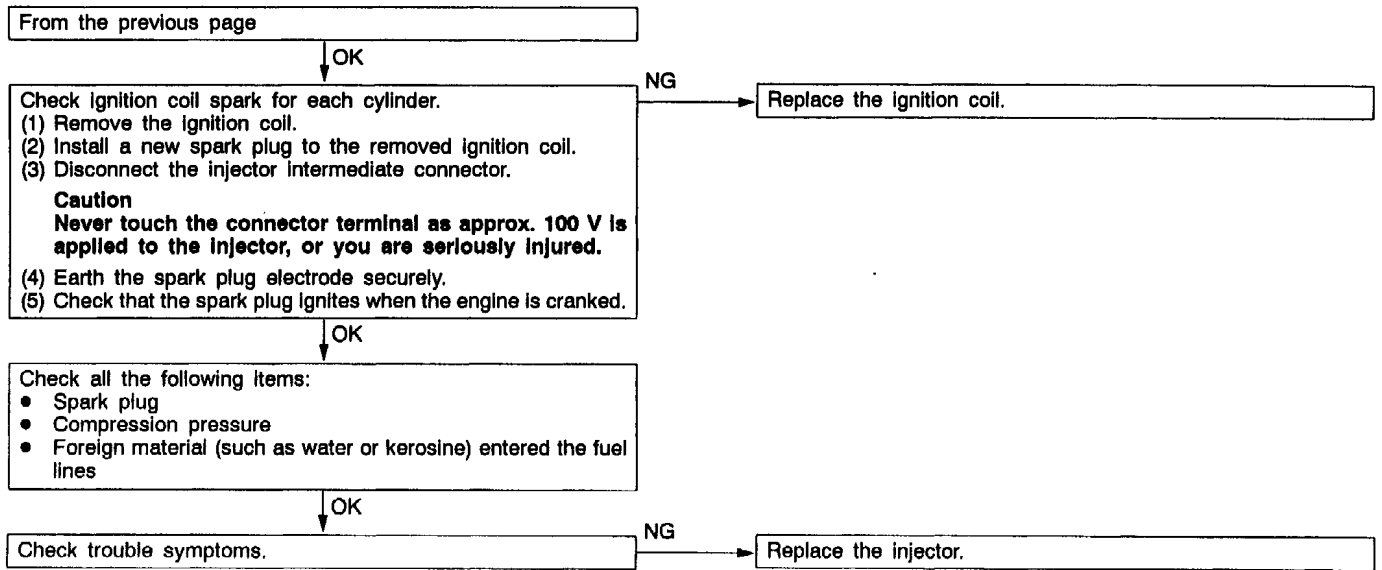 From the previous page
OK
Check ignition coil spark for each cylinder.
(1) Remove the ignition coil.
(2) Install a new spark plug to the removed ignition coil.
(3) Disconnect the injector intermediate connector.
Caution
Never touch the connector terminal as approx. 100 V is
applied to the injector, or you are seriously injured.
(4) Earth the spark plug electrode securely.
(5) Check that the spark plug ignites when the engine is cranked.
NG
Replace the ignition coil.
OK
Check all the following items:
● Spark plug
● Compression pressure
● Foreign material (such as water or kerosine) entered the fuel
lines
OK
Check trouble symptoms.
NG
Replace the injector.